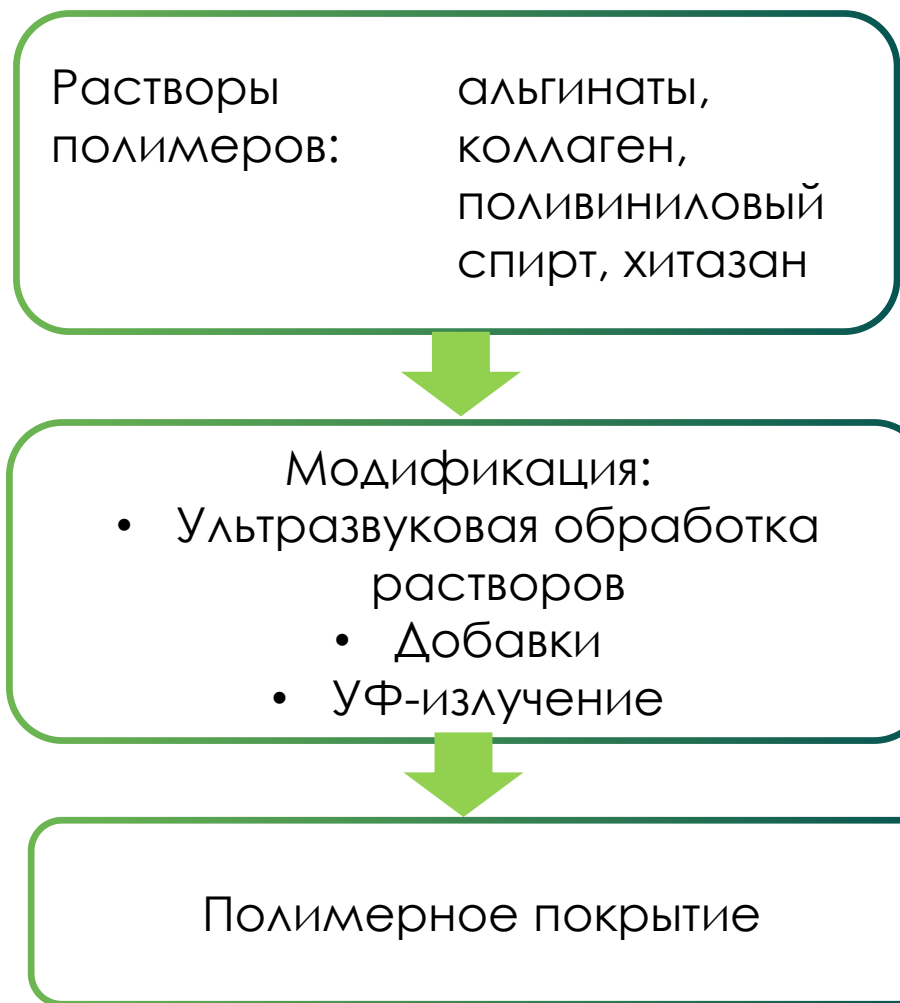 Растворы полимеров:
альгинаты,
коллаген,
поливиниловый
спирт, хитазан
Модификация:
• Ультразвуковая обработка
растворов
• Добавки
• УФ-излучение
Полимерное покрытие